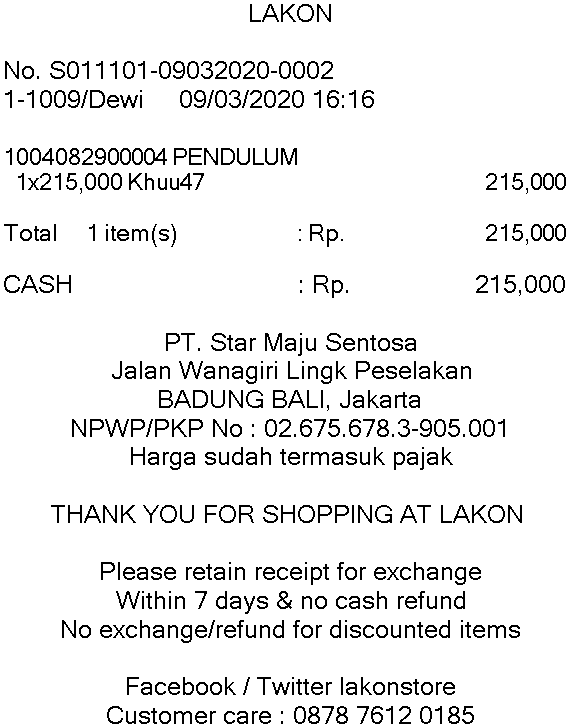 LAKON
No. S011101-09032020-0002
1-1009/Dewi 09/03/2020 16:16
1004082900004 PENDULUM
1x215,000 Khuu47 215,000
Total 1 item(s) : Rp. 215,000
CASH : Rp. 215,000
PT. Star Maju Sentosa
Jalan Wanagiri Lingk Peselakan
BADUNG BALI, Jakarta
NPWP/PKP No : 02.675.678.3-905.001
Harga sudah termasuk pajak
THANK YOU FOR SHOPPING AT LAKON
Please retain receipt for exchange
Within 7 days & no cash refund
No exchange/refund for discounted items
Facebook / Twitter lakonstore
Customer care : 0878 7612 0185